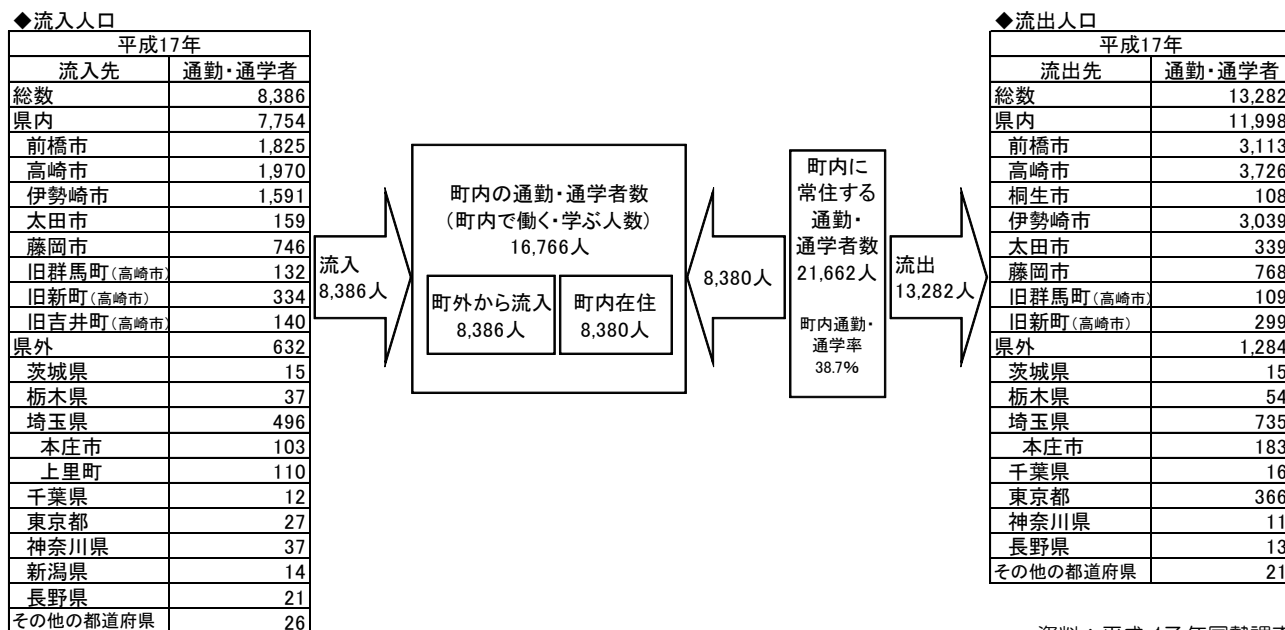 ◆流入人口
平成17年
流入先 通勤・通学者
総数 8,386
県内 7,754
前橋市 1,825
高崎市 1,970
伊勢崎市 1,591
太田市 159
藤岡市 746
旧群馬町(高崎市) 132
旧新町(高崎市) 334
旧吉井町(高崎市) 140
県外 632
茨城県 15
栃木県 37
埼玉県 496
本庄市 103
上里町 110
千葉県 12
東京都 27
神奈川県 37
新潟県 14
長野県 21
その他の都道府県 26
流入
8,386人
町内の通勤・通学者数
(町内で働く・学ぶ人数)
16,766人
町外から流入
8,386人
町内在住
8,380人
8,380人
町内に
常住する
通勤・
通学者数
21,662人
町内通勤・
通学率
38.7%
流出
13,282人
◆流出人口
平成17年
流出先 通勤・通学者
総数 13,282
県内 11,998
前橋市 3,113
高崎市 3,726
桐生市 108
伊勢崎市 3,039
太田市 339
藤岡市 768
旧群馬町(高崎市) 109
旧新町(高崎市) 299
県外 1,284
茨城県 15
栃木県 54
埼玉県 735
本庄市 183
千葉県 16
東京都 366
神奈川県 11
長野県 13
その他の都道府県 21
資料:平成17年国勢調査